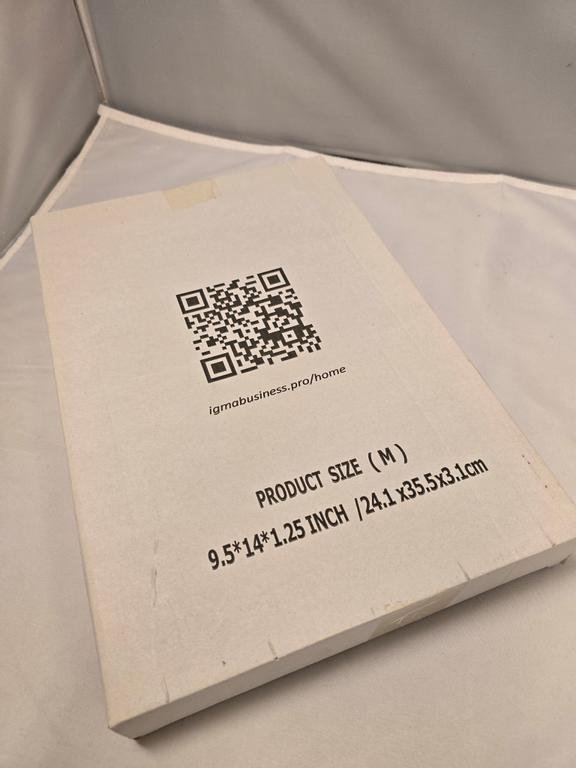 igmabusiness.pro/home
PRODUCT SIZE (M)
9.5*14*1.25 INCH /24.1 x35.5x3.1cm